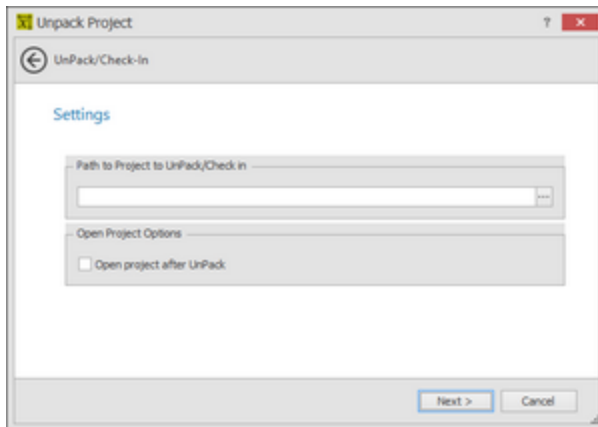 Unpack Project
?
UnPack/Check-In
Settings
Path to Project to UnPack/Check in
...
Open Project Options
Open project after UnPack
Next >
Cancel